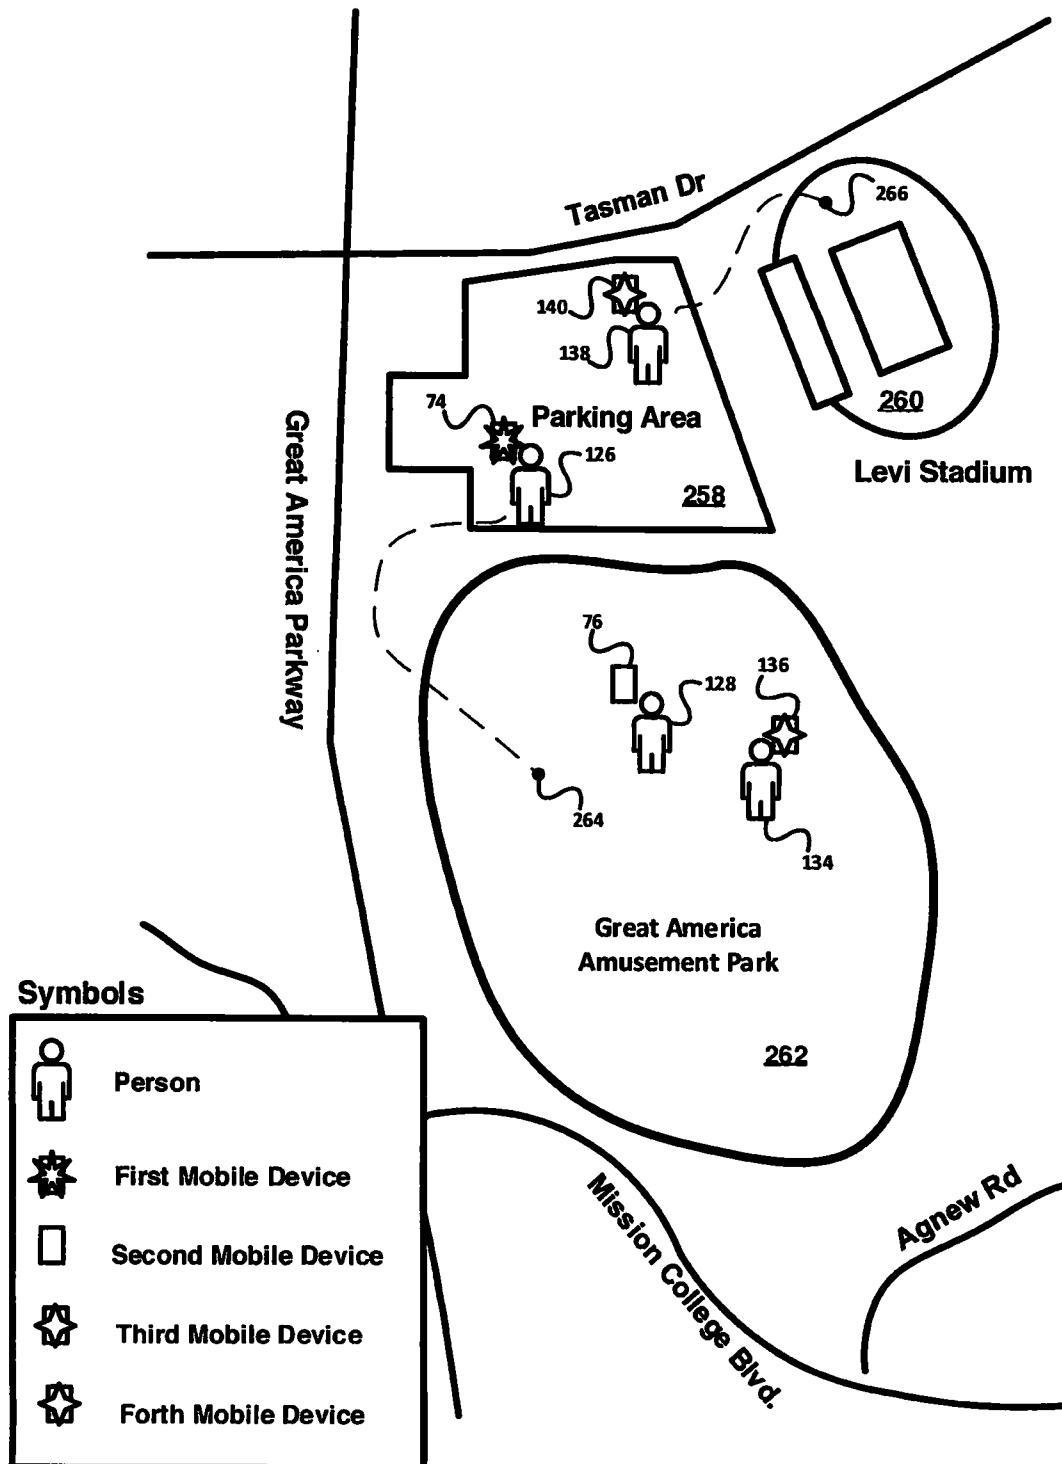 Tasman Dr
266
140
138
74
Parking Area
126
258
260
Levi Stadium
Great America Parkway
76
128
136
264
134
Great America
Amusement Park
262
Symbols
Person
First Mobile Device
Second Mobile Device
Third Mobile Device
Forth Mobile Device
Mission College Blvd.
Agnew Rd